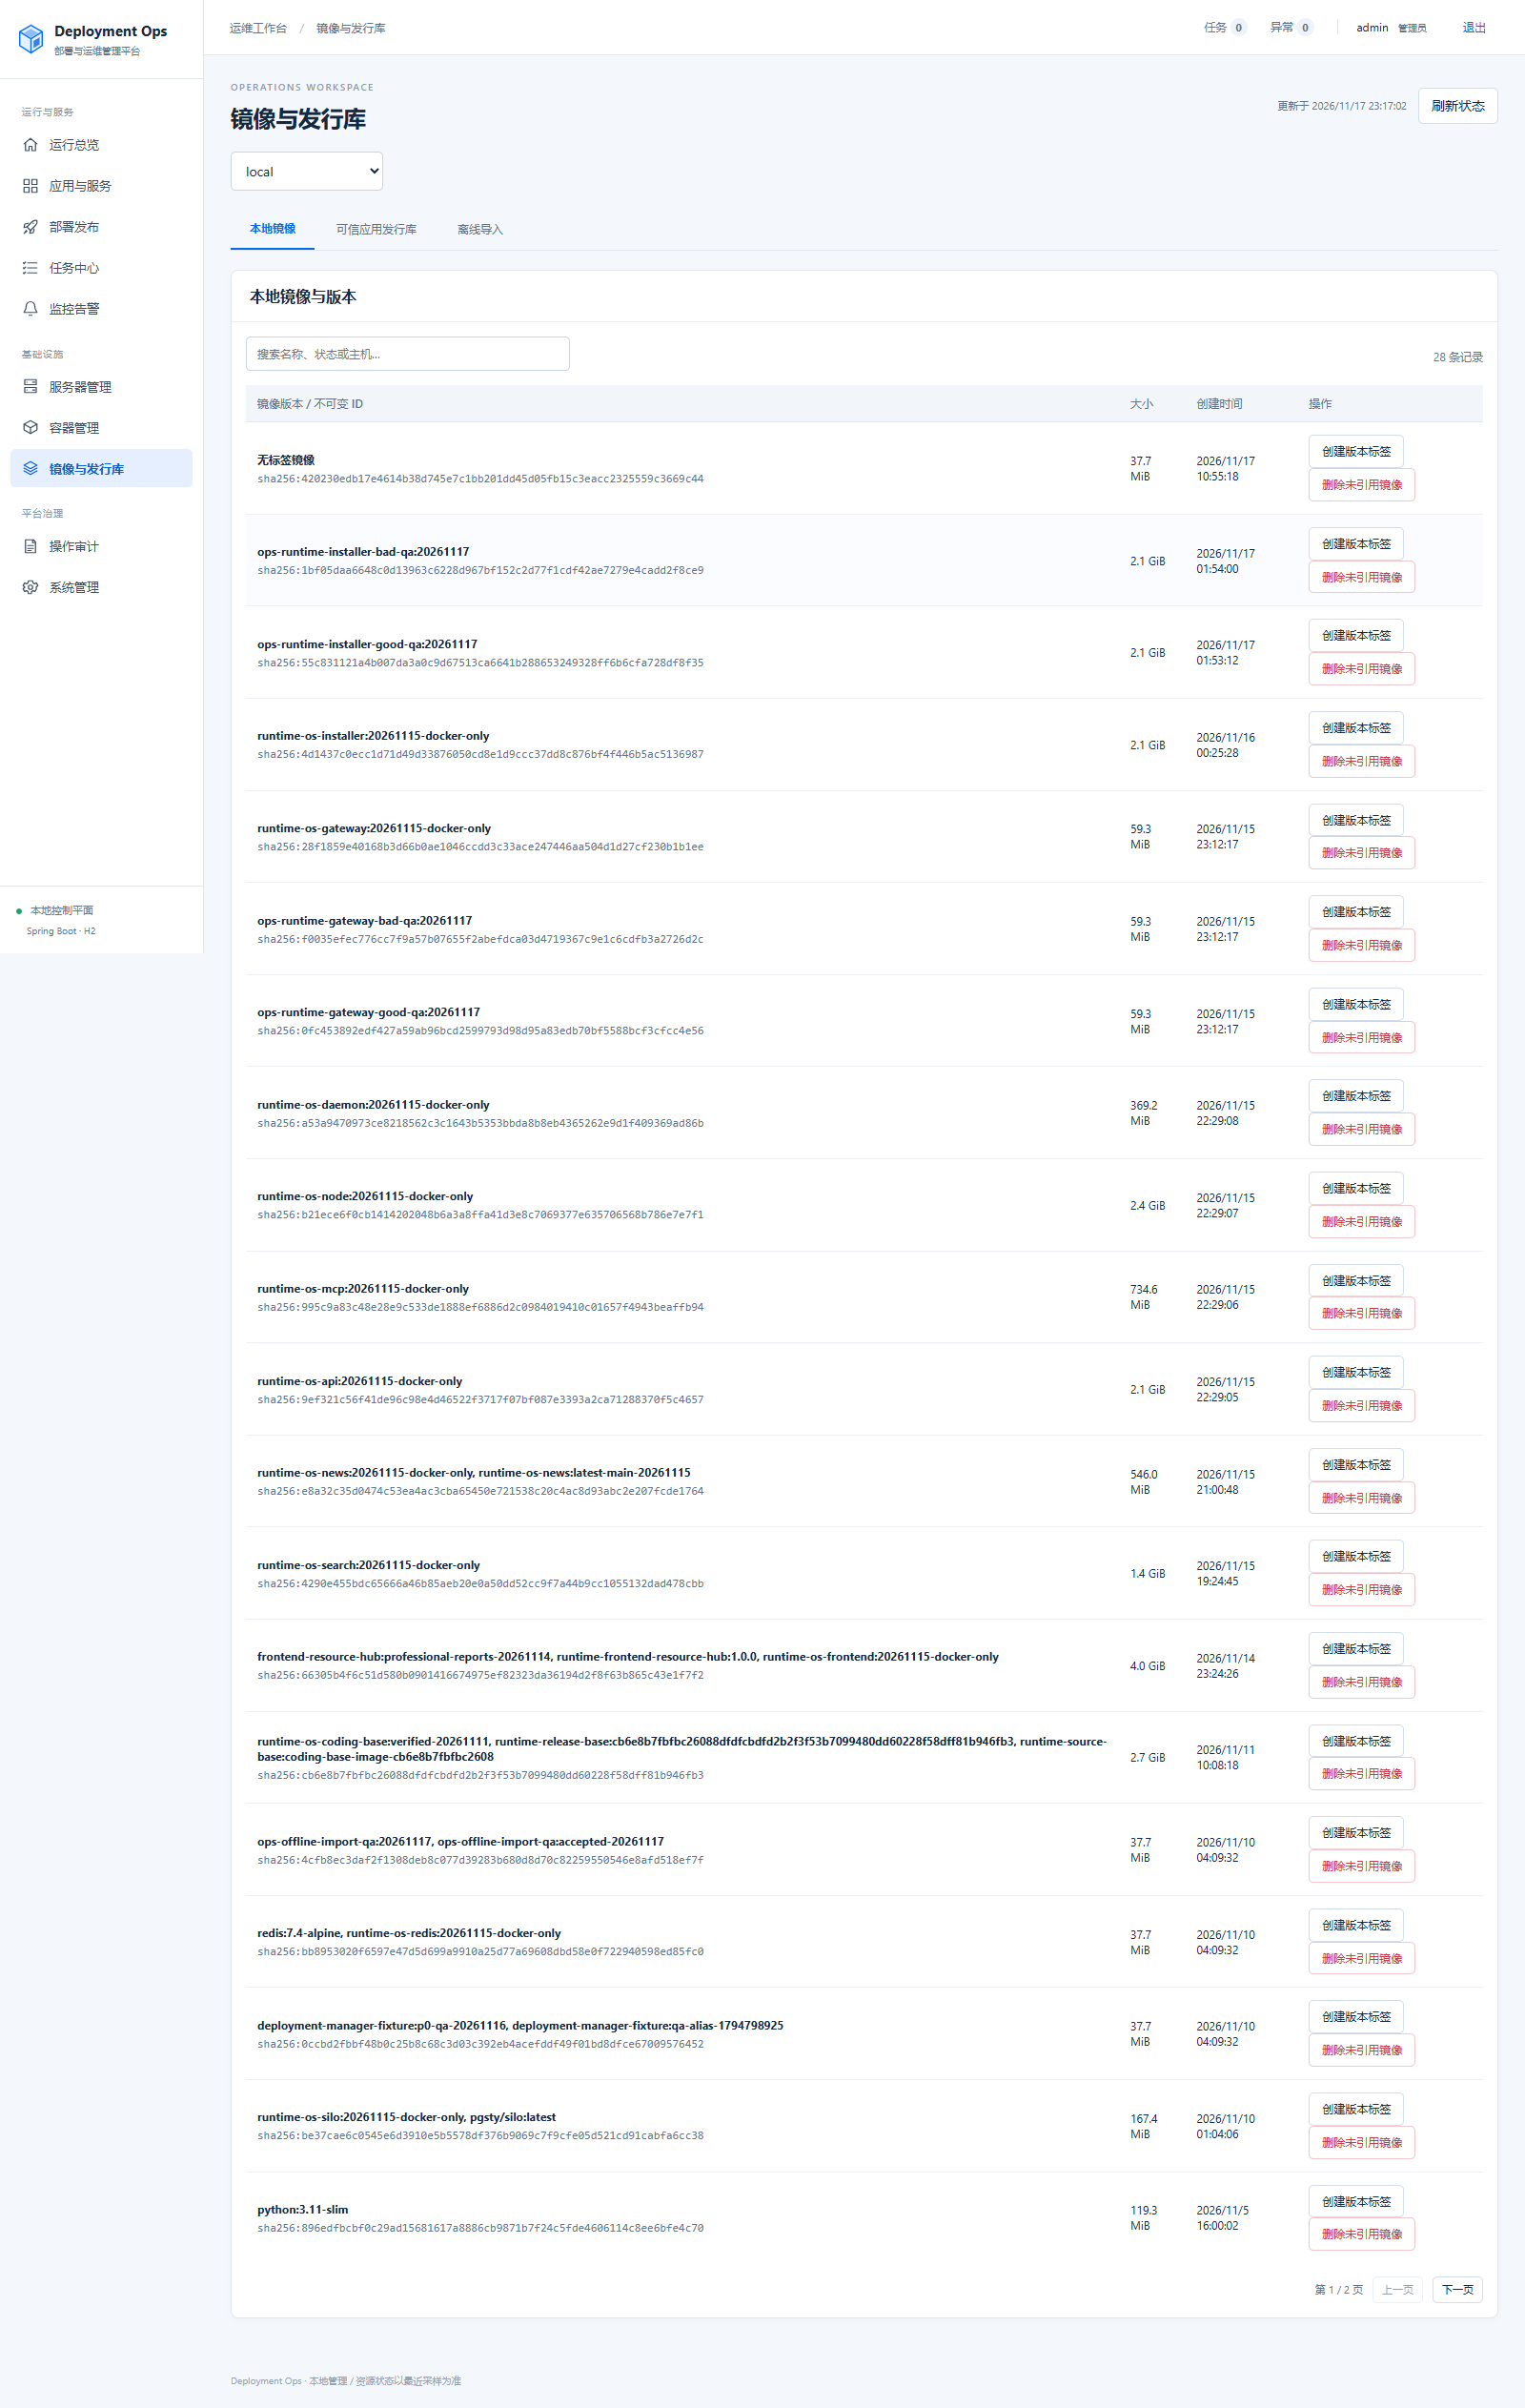 Deployment Ops
部署与运维管理平台
运行与服务
运行总览
应用与服务
部署发布
任务中心
监控告警
基础设施
服务器管理
容器管理
镜像与发行库
平台治理
操作审计
系统管理
本地控制平面
Spring Boot · H2
运维工作台 / 镜像与发行库
任务 0 异常 0 admin 管理员 退出
OPERATIONS WORKSPACE
镜像与发行库
更新于 2026/11/17 23:17:02 刷新状态
local
本地镜像 可信应用发行库 离线导入
本地镜像与版本
搜索名称、状态或主机...
28 条记录
镜像版本 / 不可变 ID 大小 创建时间 操作
无标签镜像
sha256:420230edb17e4614b38d745e7c1bb201dd45d05fb15c3eacc2325559c3669c44
37.7 MiB
2026/11/17 10:55:18
创建版本标签
删除未引用镜像
ops-runtime-installer-bad-qa:20261117
sha256:1bf05daa6648c0d13963c6228d967bf152c2d77f1cdf42ae7279e4cadd2f8ce9
2.1 GiB
2026/11/17 01:54:00
创建版本标签
删除未引用镜像
ops-runtime-installer-good-qa:20261117
sha256:55c831121a4b007da3a0c9d67513ca6641b288653249328ff6b6cfa728df8f35
2.1 GiB
2026/11/17 01:53:12
创建版本标签
删除未引用镜像
runtime-os-installer:20261115-docker-only
sha256:4d1437c0ecc1d71d49d33876050cd8e1d9ccc37dd8c876bf4f446b5ac5136987
2.1 GiB
2026/11/16 00:25:28
创建版本标签
删除未引用镜像
runtime-os-gateway:20261115-docker-only
sha256:28f1859e40168b3d66b0ae1046ccdd3c33ace247446aa504d1d27cf230b1b1ee
59.3 MiB
2026/11/15 23:12:17
创建版本标签
删除未引用镜像
ops-runtime-gateway-bad-qa:20261117
sha256:f0035efec776cc7f9a57b07655f2abefdca03d4719367c9e1c6cdfb3a2726d2c
59.3 MiB
2026/11/15 23:12:17
创建版本标签
删除未引用镜像
ops-runtime-gateway-good-qa:20261117
sha256:0fc453892edf427a59ab96bcd2599793d98d95a83edb70bf5588bcf3cfcc4e56
59.3 MiB
2026/11/15 23:12:17
创建版本标签
删除未引用镜像
runtime-os-daemon:20261115-docker-only
sha256:a53a9470973ce8218562c3c1643b5353bbda8b8eb4365262e9d1f409369ad86b
369.2 MiB
2026/11/15 22:29:08
创建版本标签
删除未引用镜像
runtime-os-node:20261115-docker-only
sha256:b21ece6f0cb1414202048b6a3a8ffa41d3e8c7069377e635706568b786e7e7f1
2.4 GiB
2026/11/15 22:29:07
创建版本标签
删除未引用镜像
runtime-os-mcp:20261115-docker-only
sha256:995c9a83c48e28e9c533de1888ef6886d2c0984019410c01657f4943beaffb94
734.6 MiB
2026/11/15 22:29:06
创建版本标签
删除未引用镜像
runtime-os-api:20261115-docker-only
sha256:9ef321c56f41de96c98e4d46522f3717f07bf087e3393a2ca71288370f5c4657
2.1 GiB
2026/11/15 22:29:05
创建版本标签
删除未引用镜像
runtime-os-news:20261115-docker-only, runtime-os-news:latest-main-20261115
sha256:e8a32c35d0474c53ea4ac3cba65450e721538c20c4ac8d93abc2e207fcde1764
546.0 MiB
2026/11/15 21:00:48
创建版本标签
删除未引用镜像
runtime-os-search:20261115-docker-only
sha256:4290e455bdc65666a46b85aeb20e0a50dd52cc9f7a44b9cc1055132dad478cbb
1.4 GiB
2026/11/15 19:24:45
创建版本标签
删除未引用镜像
frontend-resource-hub:professional-reports-20261114, runtime-frontend-resource-hub:1.0.0, runtime-os-frontend:20261115-docker-only
sha256:66305b4f6c51d580b0901416674975ef82323da36194d2f8f63b865c43e1f7f2
4.0 GiB
2026/11/14 23:24:26
创建版本标签
删除未引用镜像
runtime-os-coding-base:verified-20261111, runtime-release-base:cb6e8b7fbfbc26088dfdfcbdfd2b2f3f53b7099480dd60228f58dff81b946fb3, runtime-source-
base:coding-base-image-cb6e8b7fbfbc2608
sha256:cb6e8b7fbfbc26088dfdfcbdfd2b2f3f53b7099480dd60228f58dff81b946fb3
2.7 GiB
2026/11/11 10:08:18
创建版本标签
删除未引用镜像
ops-offline-import-qa:20261117, ops-offline-import-qa:accepted-20261117
sha256:4cfb8ec3daf2f1308deb8c077d39283b680d8d70c82259550546e8afd518ef7f
37.7 MiB
2026/11/10 04:09:32
创建版本标签
删除未引用镜像
redis:7.4-alpine, runtime-os-redis:20261115-docker-only
sha256:bb8953020f6597e47d5d699a9910a25d77a69608dbd58e0f722940598ed85fc0
37.7 MiB
2026/11/10 04:09:32
创建版本标签
删除未引用镜像
deployment-manager-fixture:p0-qa-20261116, deployment-manager-fixture:qa-alias-1794798925
sha256:0ccbd2fbbf48b0c25b8c68c3d03c392eb4acefddf49f01bd8dfce67009576452
37.7 MiB
2026/11/10 04:09:32
创建版本标签
删除未引用镜像
runtime-os-silo:20261115-docker-only, pgsty/silo:latest
sha256:be37cae6c0545e6d3910e5b5578df376b9069c7f9cfe05d521cd91cabfa6cc38
167.4 MiB
2026/11/10 01:04:06
创建版本标签
删除未引用镜像
python:3.11-slim
sha256:896edfbcbf0c29ad15681617a8886cb9871b7f24c5fde4606114c8ee6bfe4c70
119.3 MiB
2026/11/5 16:00:02
创建版本标签
删除未引用镜像
第 1 / 2 页 上一页 下一页
Deployment Ops · 本地管理 / 资源状态以最近采样为准